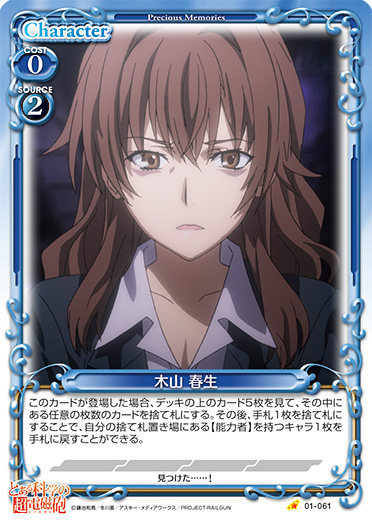 Precious Memories
Character
COST
0
SOURCE
2
木山 春生
このカードが登場した場合、デッキの上のカード5枚を見て、その中に
ある任意の枚数のカードを捨て札にする。その後、手札1枚を捨て札に
することで、自分の捨て札置き場にある【能力者】を持つキャラ1枚を
手札に戻すことができる。
見つけた……！
とある科学の
超電磁砲
©鎌池和馬／冬川基／アスキー・メディアワークス／PROJECT-RAILGUN
01-061